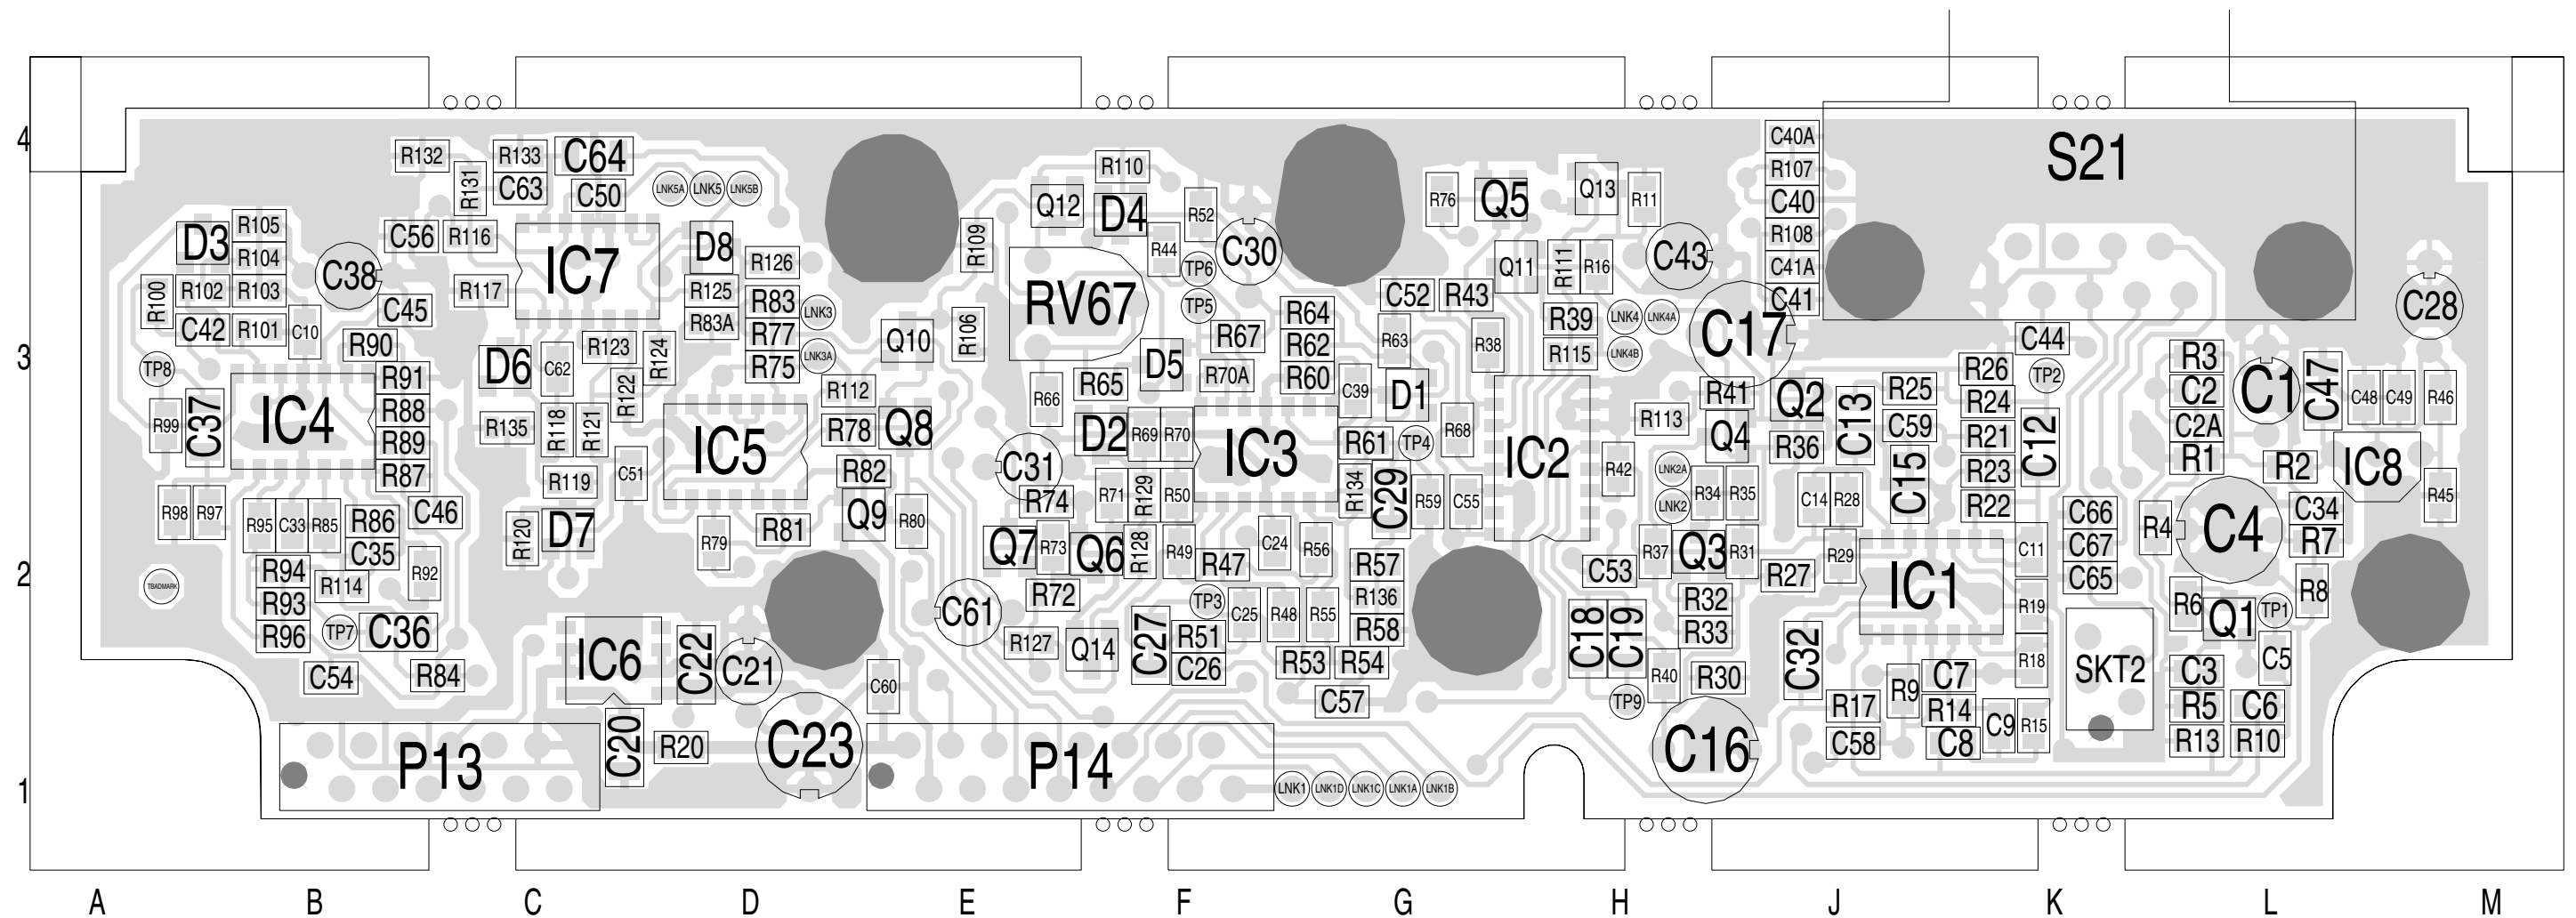 4
C40A
S21
R132
R133
C64
R110
R107
R131
C63
C50
LNK5A
LNK5
LNK5B
Q12
D4
R52
R76
Q5
Q13
R11
C40
R105
D3
C56
R116
IC7
D8
R109
R44
C30
R108
R104
C38
R126
TP6
Q11
R111
R16
C43
C41A
R100
R102
R103
R117
R125
R83
RV67
TP5
C52
R43
C41
C28
C45
R83A
LNK3
R64
R39
LNK4
LNK4A
C42
R101
C10
R77
Q10
R106
R67
R63
R38
C17
C44
R90
R123
R124
R62
R115
LNK4B
3
D6
C62
R75
LNK3A
D5
R3
TP8
R91
R122
R112
R65
R70A
R60
C39
D1
R26
TP2
C2
C1
C47
C48
C49
R46
R66
R41
Q2
C13
R25
R24
R99
C37
IC4
R88
R135
R118
R121
R78
Q8
D2
R69
R70
IC3
R61
TP4
R68
IC2
R113
Q4
C59
C2A
R89
IC5
R36
R21
C12
R87
R119
C51
R82
C31
R134
C29
R42
LNK2A
C15
R23
R1
R2
IC8
R98
R97
R95
C33
R85
R86
C46
Q9
R80
R74
R71
R129
R50
R59
C55
LNK2
R34
R35
C14
R28
R22
C66
R4
C4
C34
R45
C35
R120
D7
R79
R81
Q7
R73
Q6
R128
R49
R47
C24
R56
R57
C53
R37
Q3
R31
R27
R29
C11
C67
R7
2
TBADMARK
R94
R114
R92
R72
R136
IC1
C65
R93
C61
TP3
C25
R48
R55
C18
C19
R32
R19
R6
Q1
TP1
R8
R96
TP7
C36
R127
Q14
C27
R51
R58
R33
C54
R84
IC6
C22
C21
C60
C26
R53
R54
R40
R30
C32
R9
C7
R18
SKT2
C3
C5
C57
TP9
R17
R14
C9
R15
R5
C6
P13
C20
R20
C23
P14
C16
C58
C8
R13
R10
1
LNK1
LNK1D
LNK1C
LNK1A
LNK1B
A B C D E F G H J K L M